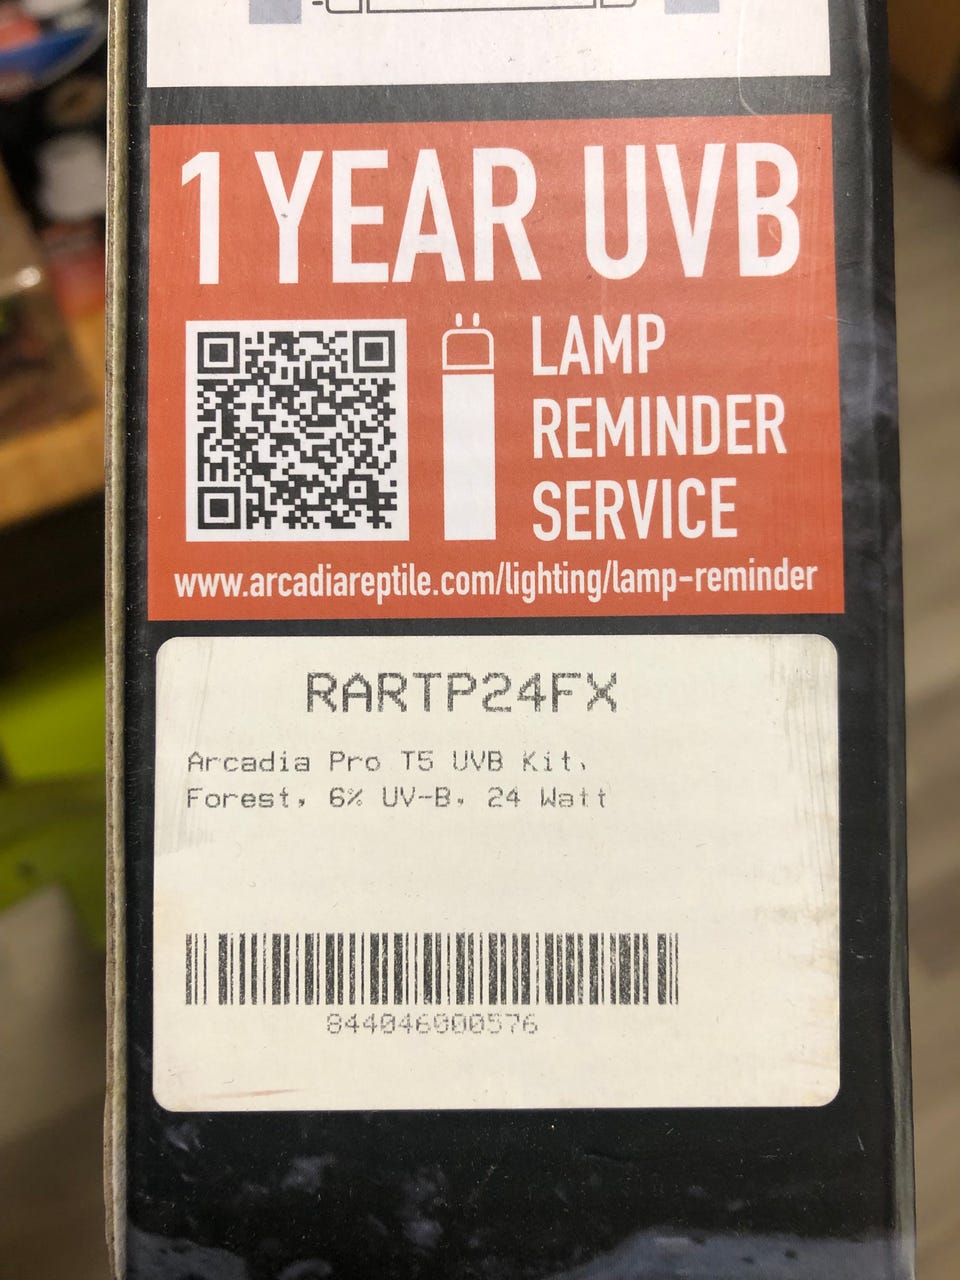 1 YEAR UVB
LAMP
REMINDER
SERVICE
www.arcadiareptile.com/lighting/lamp-reminder
RARTP24FX
Arcadia Pro T5 UVB Kit,
Forest, 6% UV-B, 24 Watt
844046000576